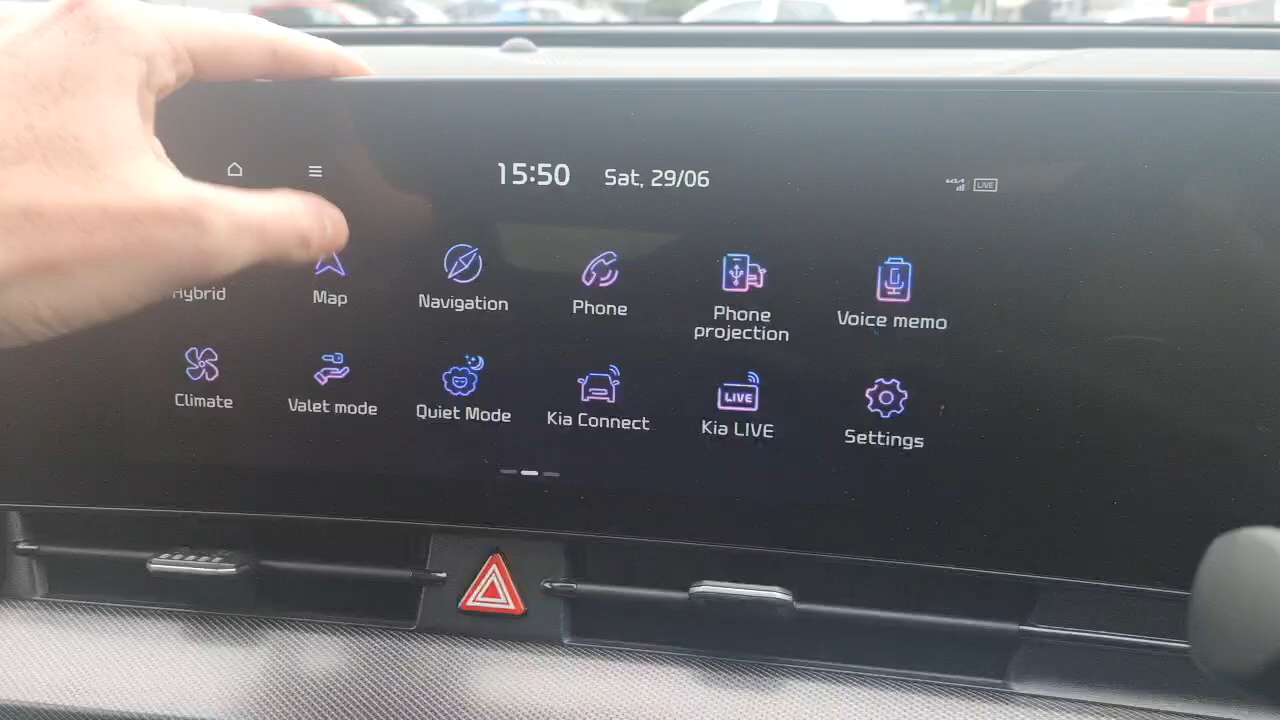 15:50 Sat, 29/06
KIA LIVE
Hybrid Map Navigation Phone Phone projection Voice memo
Climate Valet mode Quiet Mode Kia Connect LIVE Kia LIVE Settings